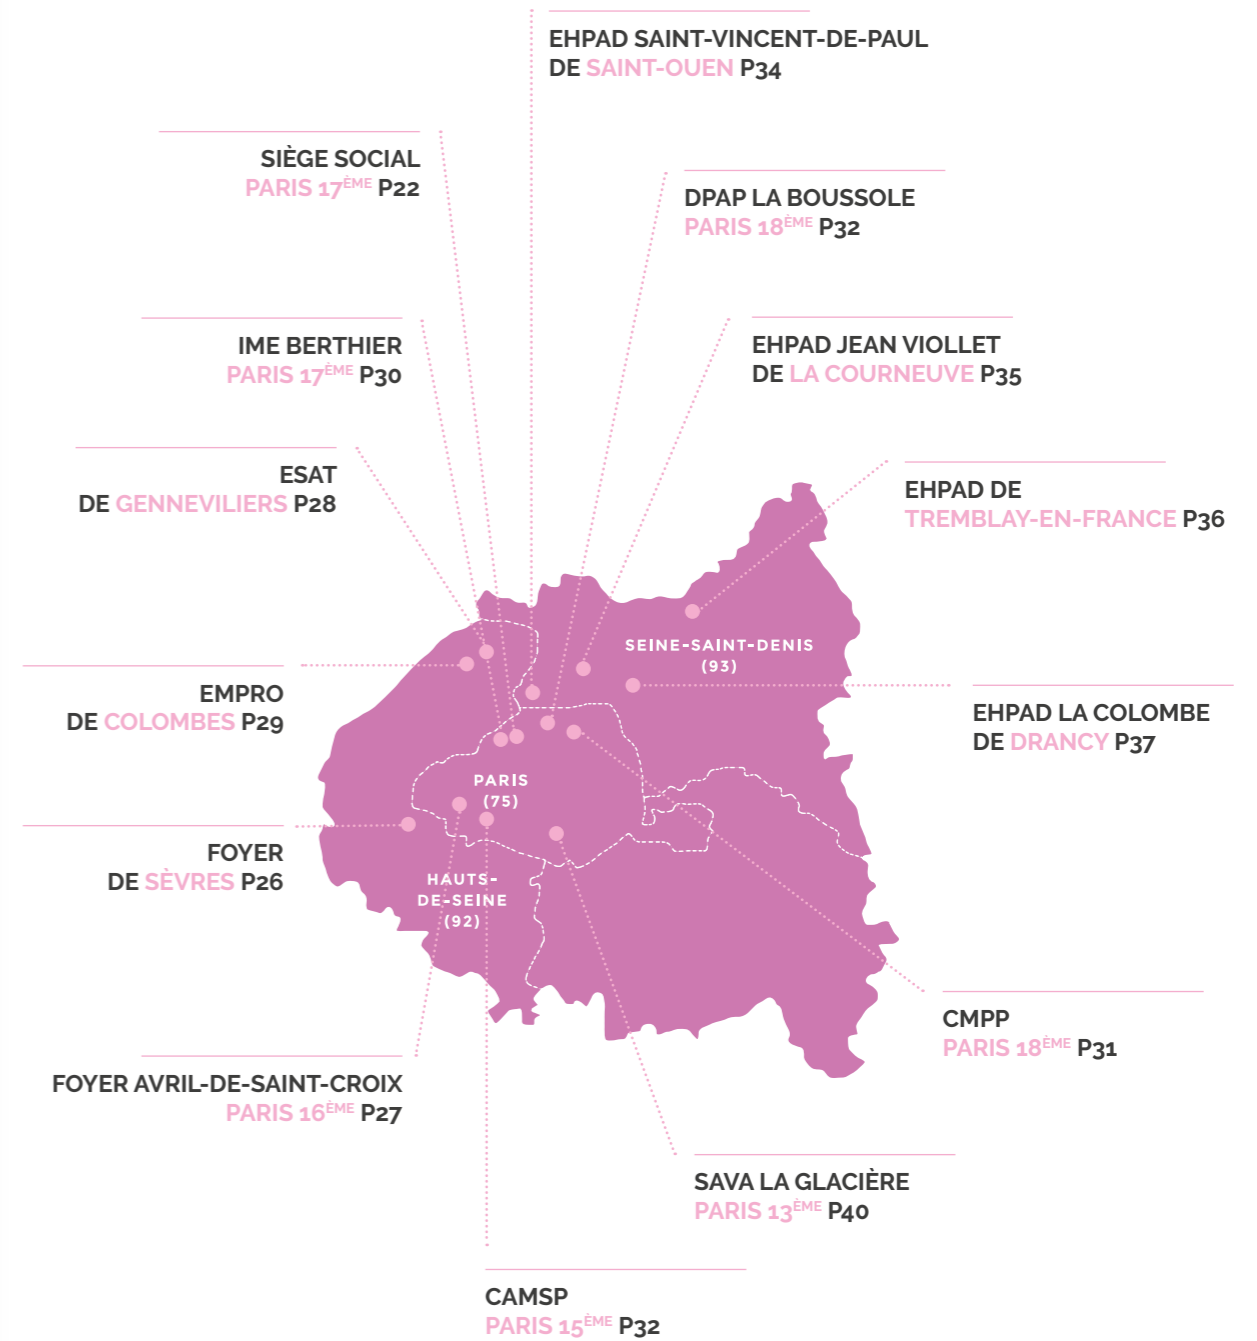 EHPAD SAINT-VINCENT-DE-PAUL
DE SAINT-OUEN P34
SIÈGE SOCIAL
PARIS 17ÈME P22
DPAP LA BOUSSOLE
PARIS 18ÈME P32
IME BERTHIER
PARIS 17ÈME P30
EHPAD JEAN VIOLLET
DE LA COURNEUVE P35
ESAT
DE GENNEVILIERS P28
EHPAD DE
TREMBLAY-EN-FRANCE P36
SEINE-SAINT-DENIS
(93)
EMPRO
DE COLOMBES P29
EHPAD LA COLOMBE
DE DRANCY P37
PARIS
(75)
FOYER
DE SÈVRES P26
HAUTS-
DE-SEINE
(92)
CMPP
PARIS 18ÈME P31
FOYER AVRIL-DE-SAINT-CROIX
PARIS 16ÈME P27
SAVA LA GLACIÈRE
PARIS 13ÈME P40
CAMSP
PARIS 15ÈME P32